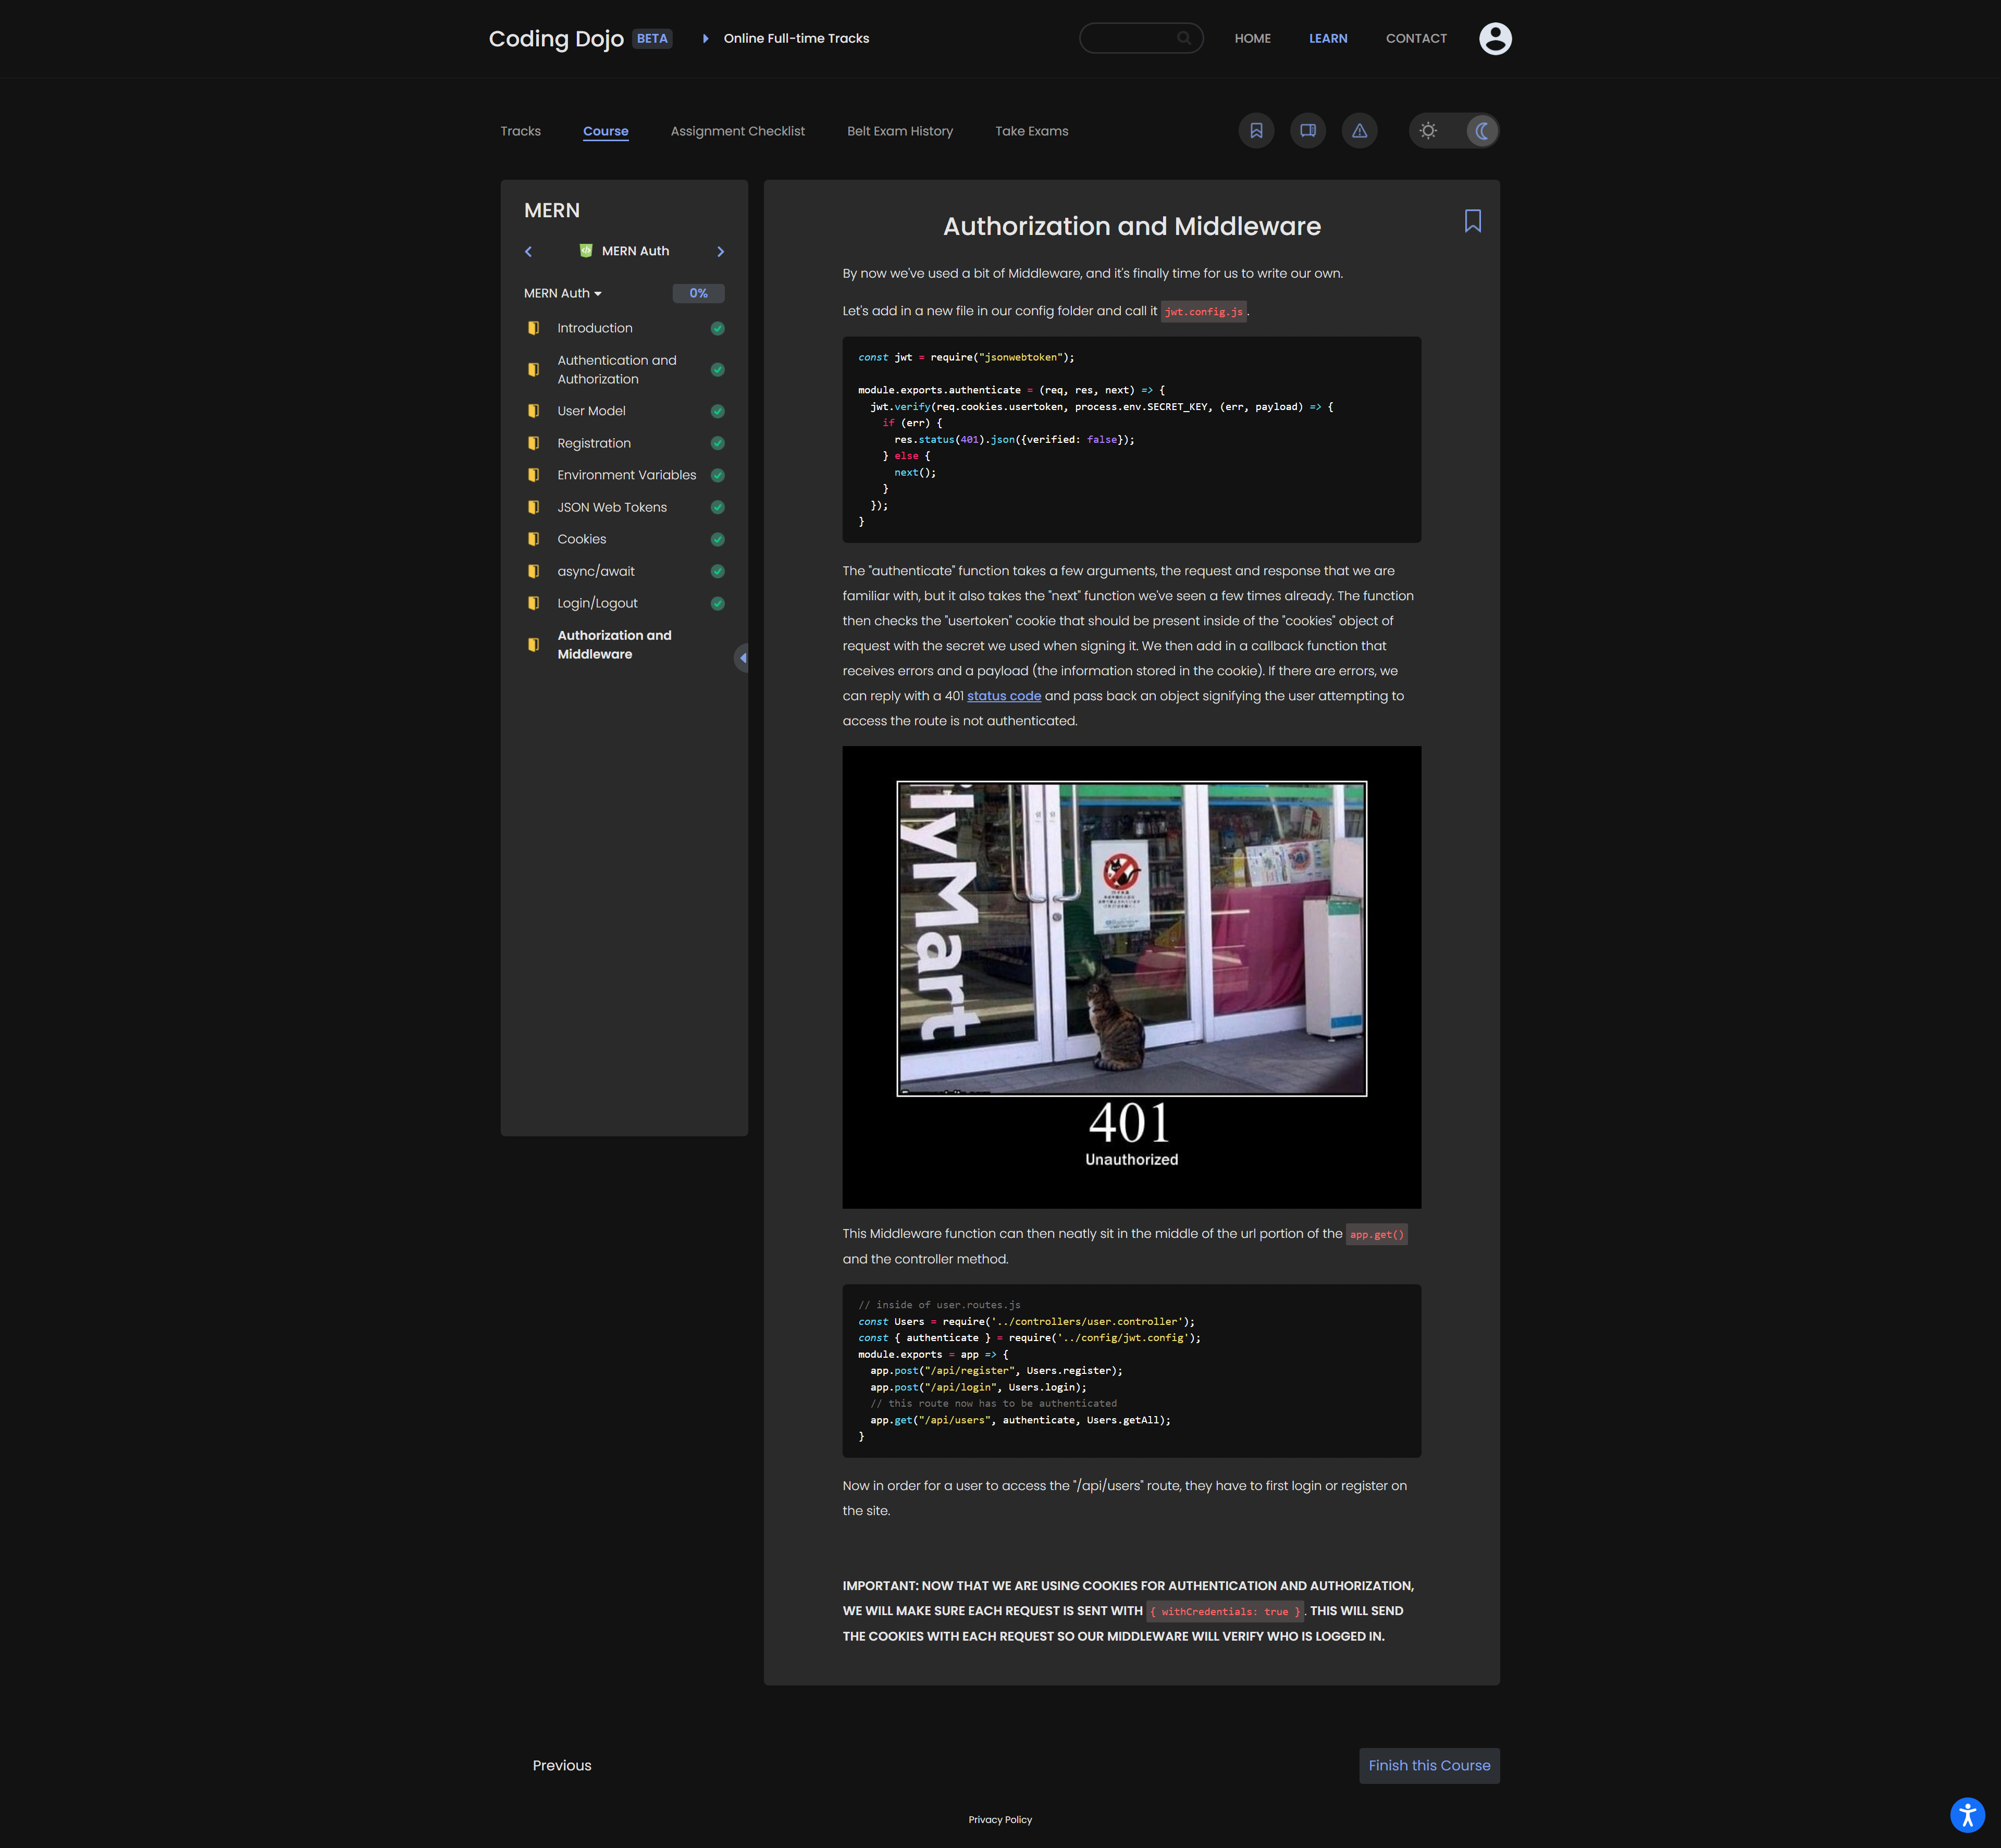 Coding Dojo BETA Online Full-time Tracks HOME LEARN CONTACT
Tracks Course Assignment Checklist Belt Exam History Take Exams
MERN
MERN Auth
MERN Auth 0%
Introduction
Authentication and
Authorization
User Model
Registration
Environment Variables
JSON Web Tokens
Cookies
async/await
Login/Logout
Authorization and
Middleware
Authorization and Middleware
By now we've used a bit of Middleware, and it's finally time for us to write our own.
Let's add in a new file in our config folder and call it jwt.config.js.
const jwt = require("jsonwebtoken");
module.exports.authenticate = (req, res, next) => {
jwt.verify(req.cookies.usertoken, process.env.SECRET_KEY, (err, payload) => {
if (err) {
res.status(401).json({verified: false});
} else {
next();
}
});
}
The "authenticate" function takes a few arguments, the request and response that we are
familiar with, but it also takes the "next" function we've seen a few times already. The function
then checks the "usertoken" cookie that should be present inside of the "cookies" object of
request with the secret we used when signing it. We then add in a callback function that
receives errors and a payload (the information stored in the cookie). If there are errors, we
can reply with a 401 status code and pass back an object signifying the user attempting to
access the route is not authenticated.
lyMart
401
Unauthorized
This Middleware function can then neatly sit in the middle of the url portion of the app.get()
and the controller method.
// inside of user.routes.js
const Users = require('../controllers/user.controller');
const { authenticate } = require('../config/jwt.config');
module.exports = app => {
app.post("/api/register", Users.register);
app.post("/api/login", Users.login);
// this route now has to be authenticated
app.get("/api/users", authenticate, Users.getAll);
}
Now in order for a user to access the "/api/users" route, they have to first login or register on
the site.
IMPORTANT: NOW THAT WE ARE USING COOKIES FOR AUTHENTICATION AND AUTHORIZATION,
WE WILL MAKE SURE EACH REQUEST IS SENT WITH { withCredentials: true }. THIS WILL SEND
THE COOKIES WITH EACH REQUEST SO OUR MIDDLEWARE WILL VERIFY WHO IS LOGGED IN.
Previous Finish this Course
Privacy Policy